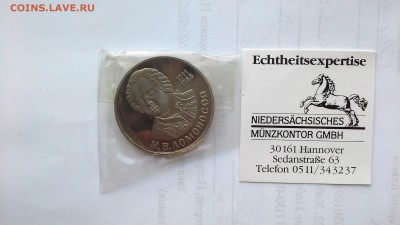 COINS.LAVE.RU
Echtheitsexpertise
NIEDERSÄCHSISCHES
MÜNZKONTOR GMBH
30161 Hannover
Sedanstraße 63
Telefon 0511/343237
М.В.ЛОМОНОСОВ